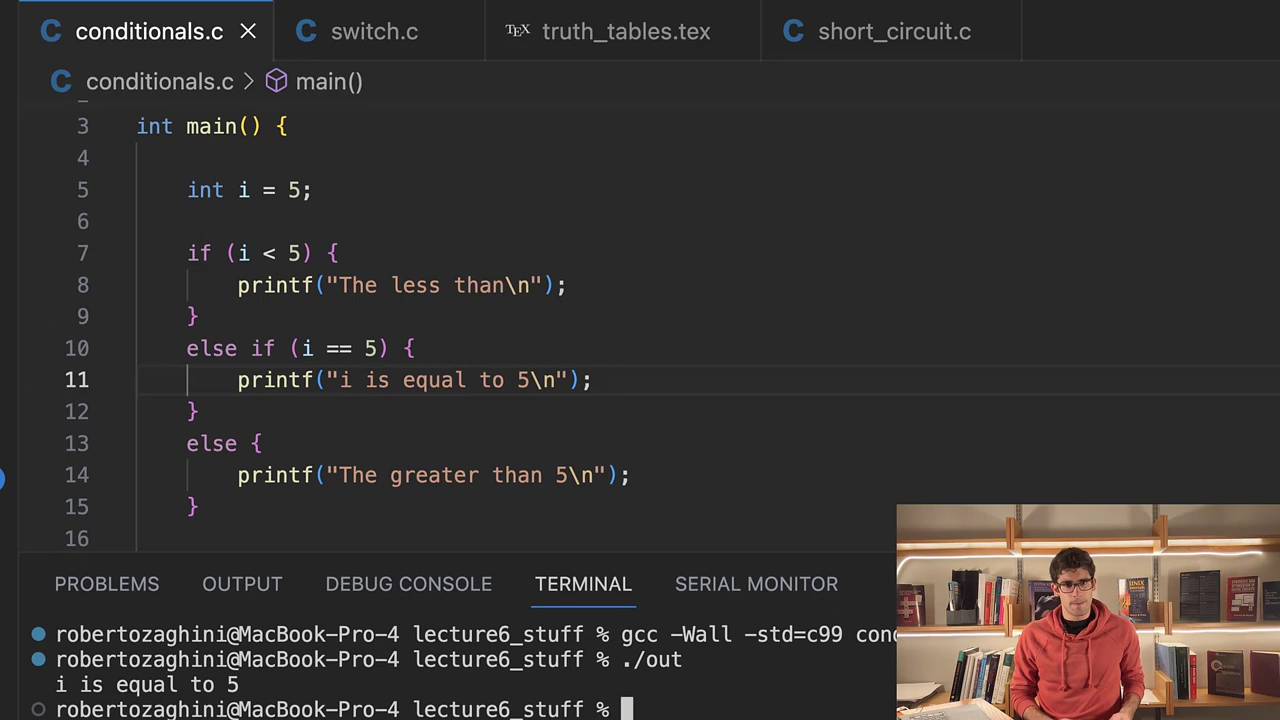 conditionals.c
switch.c
TEX truth_tables.tex
short_circuit.c
conditionals.c > main()
3 int main() {
4
5 int i = 5;
6
7 if (i < 5) {
8 printf("The less than\n");
9 }
10 else if (i == 5) {
11 printf("i is equal to 5\n");
12 }
13 else {
14 printf("The greater than 5\n");
15 }
16
PROBLEMS OUTPUT DEBUG CONSOLE TERMINAL SERIAL MONITOR
robertozaghini@MacBook-Pro-4 lecture6_stuff % gcc -Wall -std=c99 con
robertozaghini@MacBook-Pro-4 lecture6_stuff % ./out
i is equal to 5
robertozaghini@MacBook-Pro-4 lecture6_stuff %